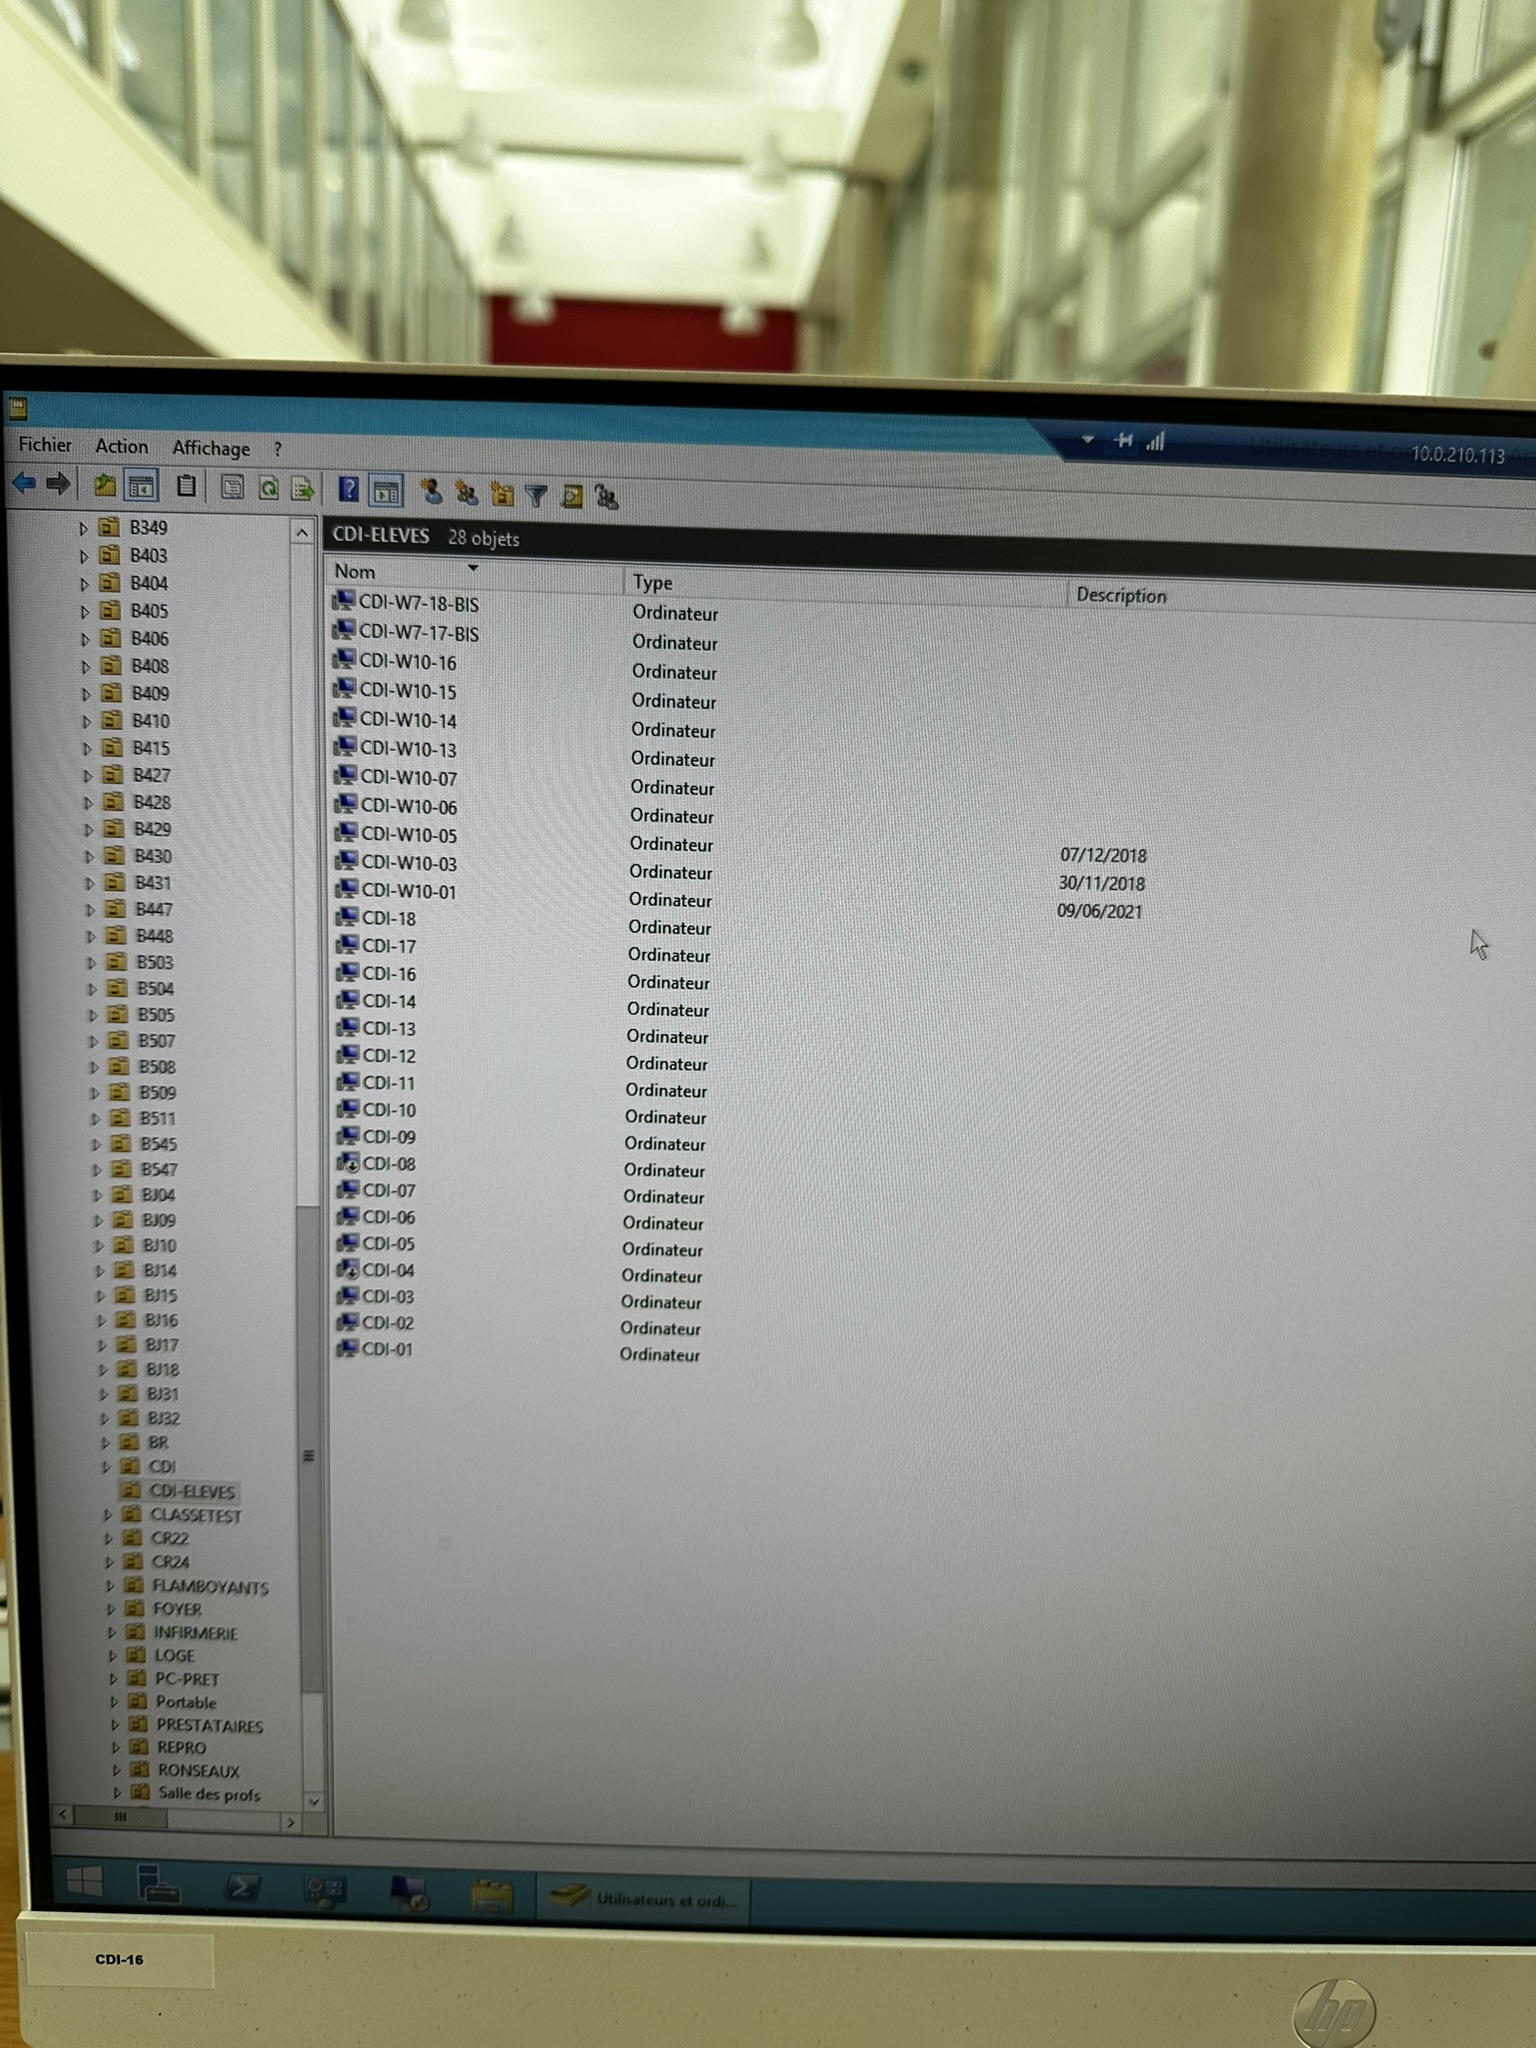 Fichier Action Affichage ?
10.0.210.113
CDI-ELEVES 28 objets
Nom Type Description
CDI-W7-18-BIS Ordinateur
CDI-W7-17-BIS Ordinateur
CDI-W10-16 Ordinateur
CDI-W10-15 Ordinateur
CDI-W10-14 Ordinateur
CDI-W10-13 Ordinateur
CDI-W10-07 Ordinateur
CDI-W10-06 Ordinateur
CDI-W10-05 Ordinateur 07/12/2018
CDI-W10-03 Ordinateur 30/11/2018
CDI-W10-01 Ordinateur 09/06/2021
CDI-18 Ordinateur
CDI-17 Ordinateur
CDI-16 Ordinateur
CDI-14 Ordinateur
CDI-13 Ordinateur
CDI-12 Ordinateur
CDI-11 Ordinateur
CDI-10 Ordinateur
CDI-09 Ordinateur
CDI-08 Ordinateur
CDI-07 Ordinateur
CDI-06 Ordinateur
CDI-05 Ordinateur
CDI-04 Ordinateur
CDI-03 Ordinateur
CDI-02 Ordinateur
CDI-01 Ordinateur
B349
B403
B404
B405
B406
B408
B409
B410
B415
B427
B428
B429
B430
B431
B447
B448
B503
B504
B505
B507
B508
B509
B511
B545
B547
BJ04
BJ09
BJ10
BJ14
BJ15
BJ16
BJ17
BJ18
BJ31
BJ32
BR
CDI
CDI-ELEVES
CLASSETEST
CR22
CR24
FLAMBOYANTS
FOYER
INFIRMERIE
LOGE
PC-PRET
Portable
PRESTATAIRES
REPRO
RONSEAUX
Salle des profs
Utilisateurs et ordi...
CDI-16
hp